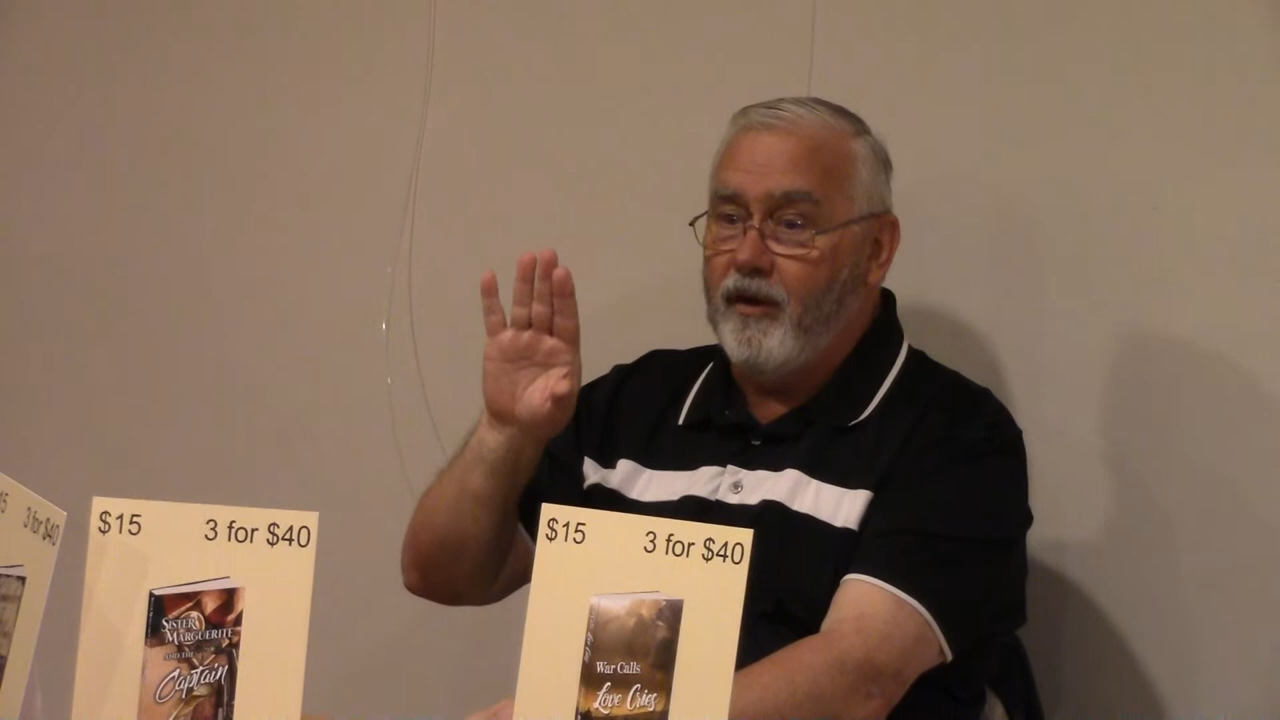 15
3 for $40
$15
3 for $40
SISTER
MARGUERITE
AND THE
Captain
$15
3 for $40
War Calls
Love Cries